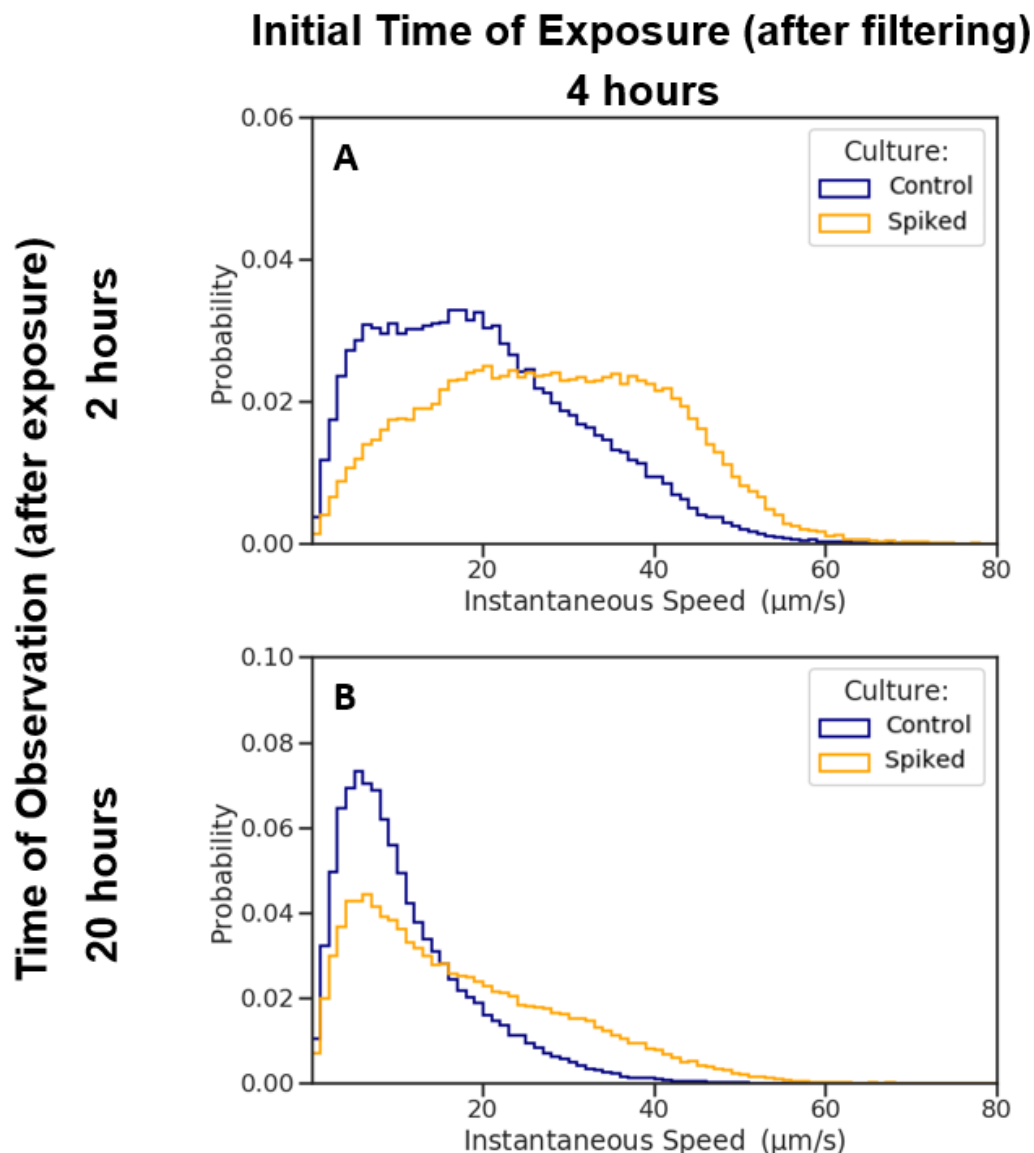 Initial Time of Exposure (after filtering)
4 hours
Time of Observation (after exposure)
2 hours
A
Culture:
Control
Spiked
Probability
0.06
0.04
0.02
0.00
20 40 60 80
Instantaneous Speed (μm/s)
20 hours
B
Culture:
Control
Spiked
Probability
0.10
0.08
0.06
0.04
0.02
0.00
20 40 60 80
Instantaneous Speed (μm/s)